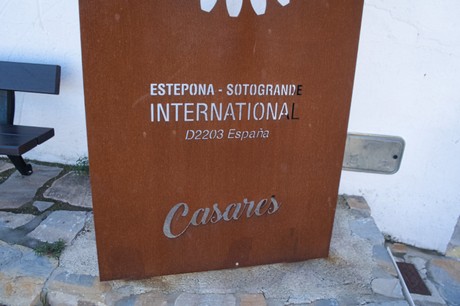 ESTEPONA - SOTOGRANDE
INTERNATIONAL
D2203 España
Casares